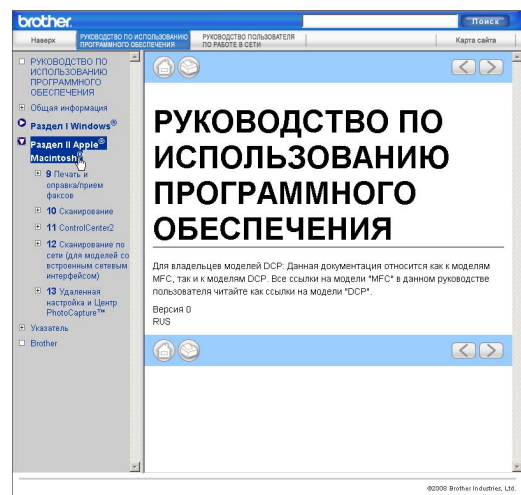 brother.
Поиск
Наверх
РУКОВОДСТВО ПО ИСПОЛЬЗОВАНИЮ
ПРОГРАММНОГО ОБЕСПЕЧЕНИЯ
РУКОВОДСТВО ПОЛЬЗОВАТЕЛЯ
ПО РАБОТЕ В СЕТИ
Карта сайта
РУКОВОДСТВО ПО
ИСПОЛЬЗОВАНИЮ
ПРОГРАММНОГО
ОБЕСПЕЧЕНИЯ
Общая информация
Раздел I Windows®
Раздел II Apple®
Macintosh®
9 Печать и
оправка/прием
факсов
10 Сканирование
11 ControlCenter2
12 Сканирование по
сети (для моделей со
встроенным сетевым
интерфейсом)
13 Удаленная
настройка и Центр
PhotoCapture™
Указатель
Brother
РУКОВОДСТВО ПО
ИСПОЛЬЗОВАНИЮ
ПРОГРАММНОГО
ОБЕСПЕЧЕНИЯ
Для владельцев моделей DCP: Данная документация относится как к моделям
MFC, так и к моделям DCP. Все ссылки на модели "MFC" в данном руководстве
пользователя читайте как ссылки на модели "DCP".
Версия 0
RUS
©2008 Brother Industries, Ltd.